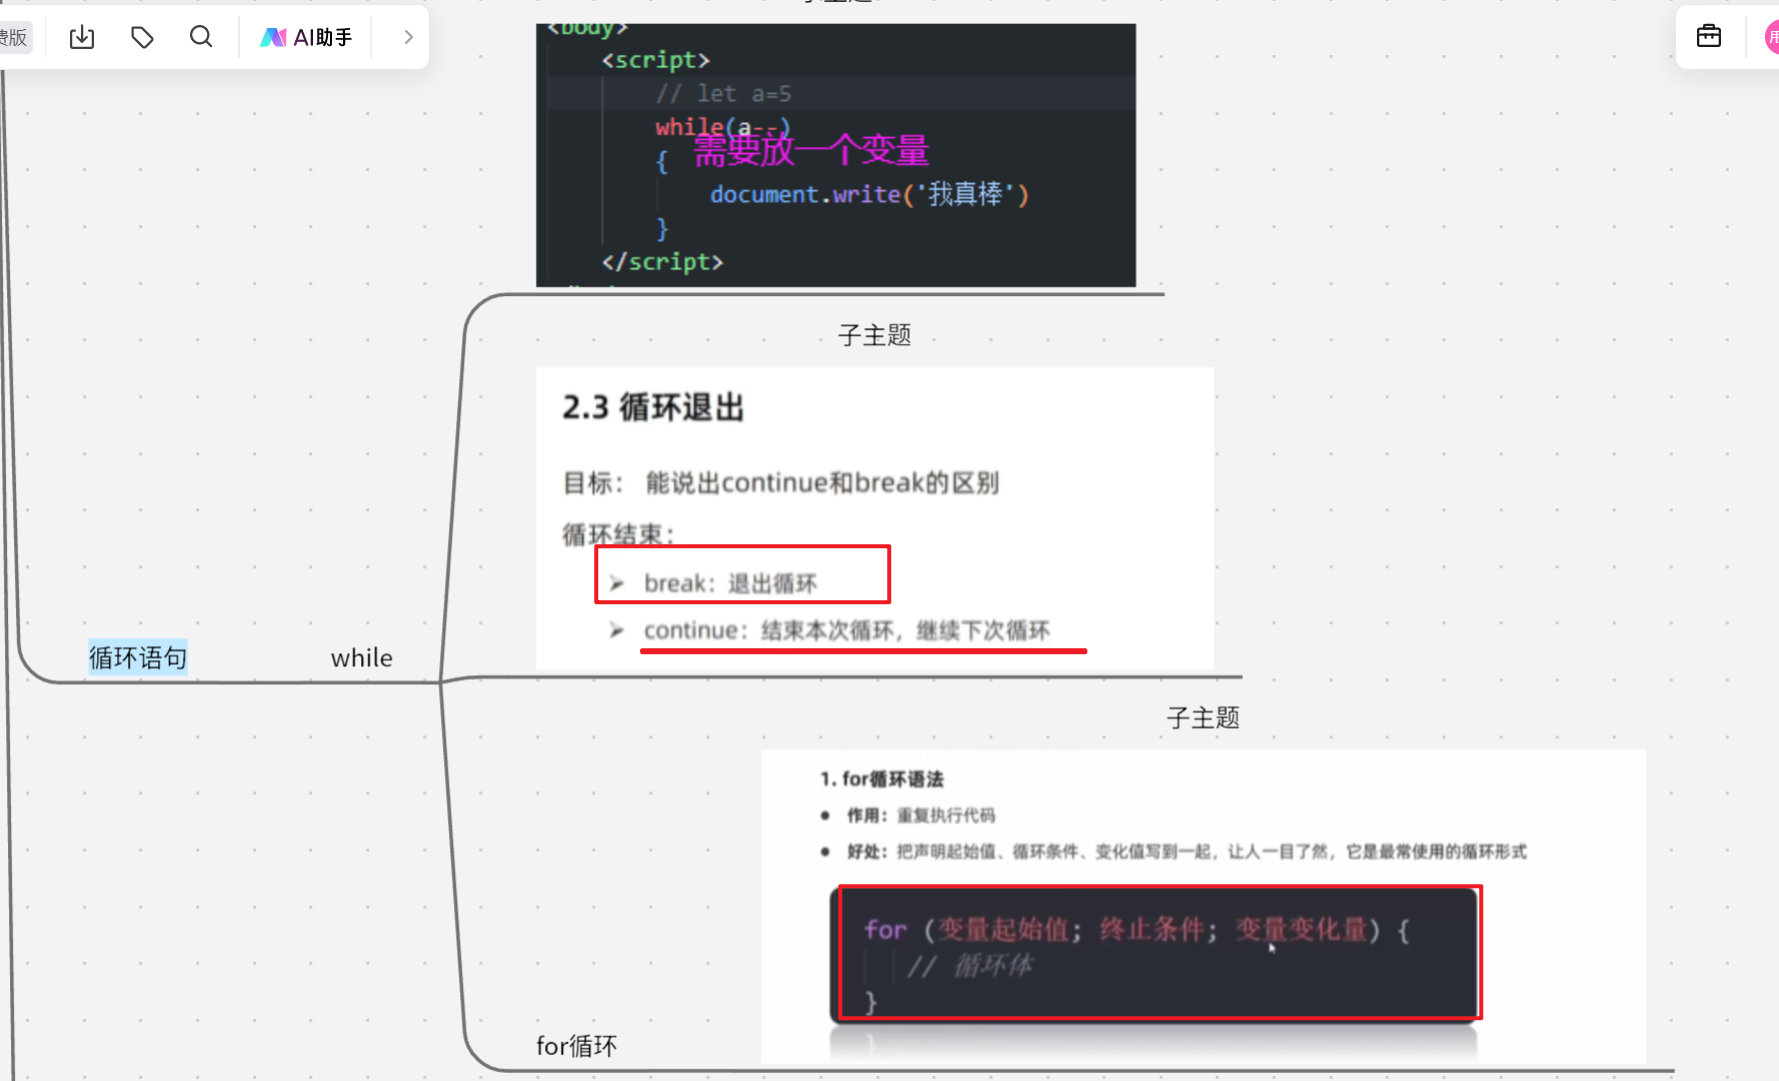 费版
AI助手
子主题
<body>
<script>
// let a=5
while(a--)
需要放一个变量
{
document.write('我真棒')
}
</script>
子主题
2.3 循环退出
目标： 能说出continue和break的区别
循环结束：
➢ break：退出循环
➢ continue：结束本次循环，继续下次循环
循环语句
while
子主题
1. for循环语法
● 作用：重复执行代码
● 好处：把声明起始值、循环条件、变化值写到一起，让人一目了然，它是最常使用的循环形式
for (变量起始值; 终止条件; 变量变化量) {
// 循环体
}
for循环